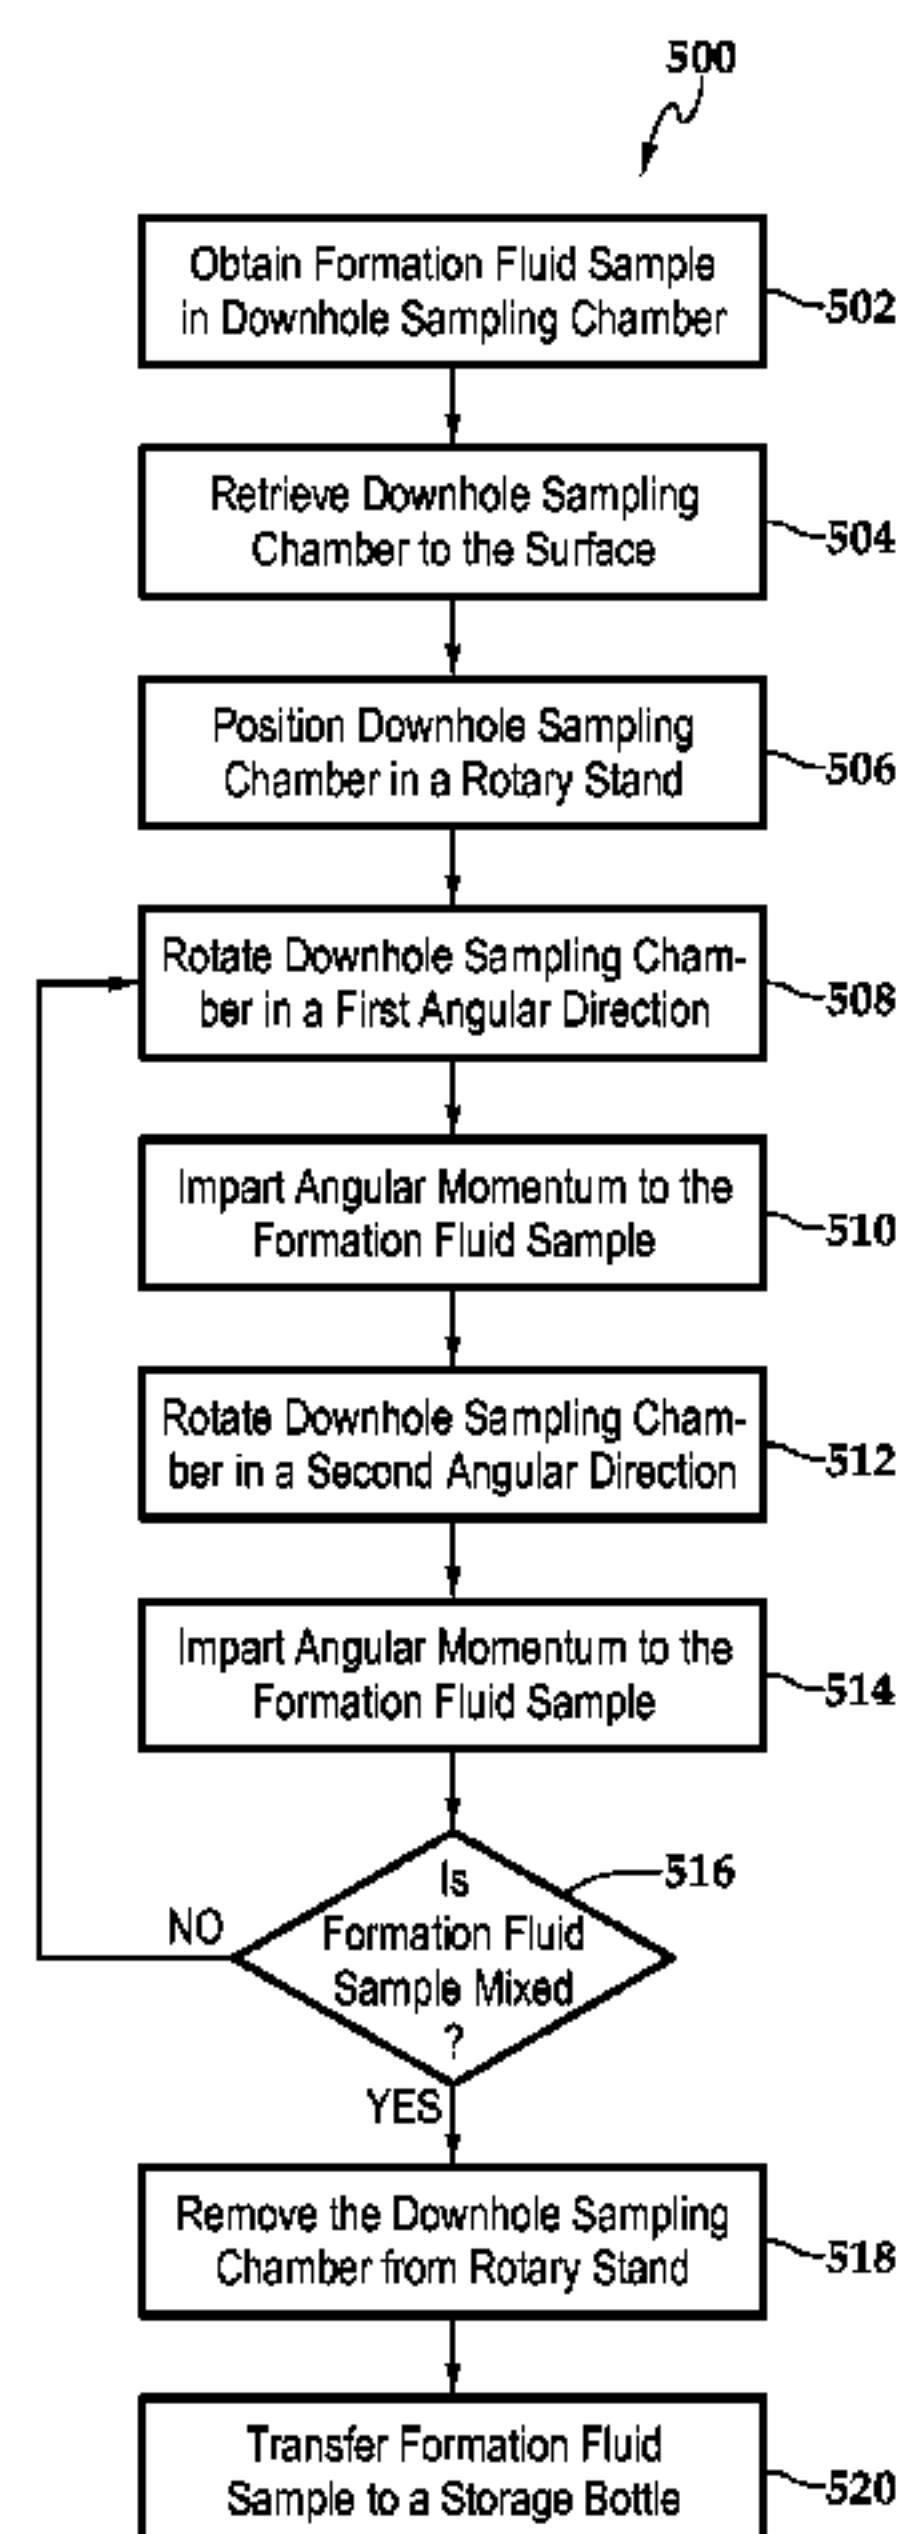 500
Obtain Formation Fluid Sample
in Downhole Sampling Chamber
502
Retrieve Downhole Sampling
Chamber to the Surface
504
Position Downhole Sampling
Chamber in a Rotary Stand
506
Rotate Downhole Sampling Cham-
ber in a First Angular Direction
508
Impart Angular Momentum to the
Formation Fluid Sample
510
Rotate Downhole Sampling Cham-
ber in a Second Angular Direction
512
Impart Angular Momentum to the
Formation Fluid Sample
514
Is
Formation Fluid
Sample Mixed
?
516
NO
YES
Remove the Downhole Sampling
Chamber from Rotary Stand
518
Transfer Formation Fluid
Sample to a Storage Bottle
520